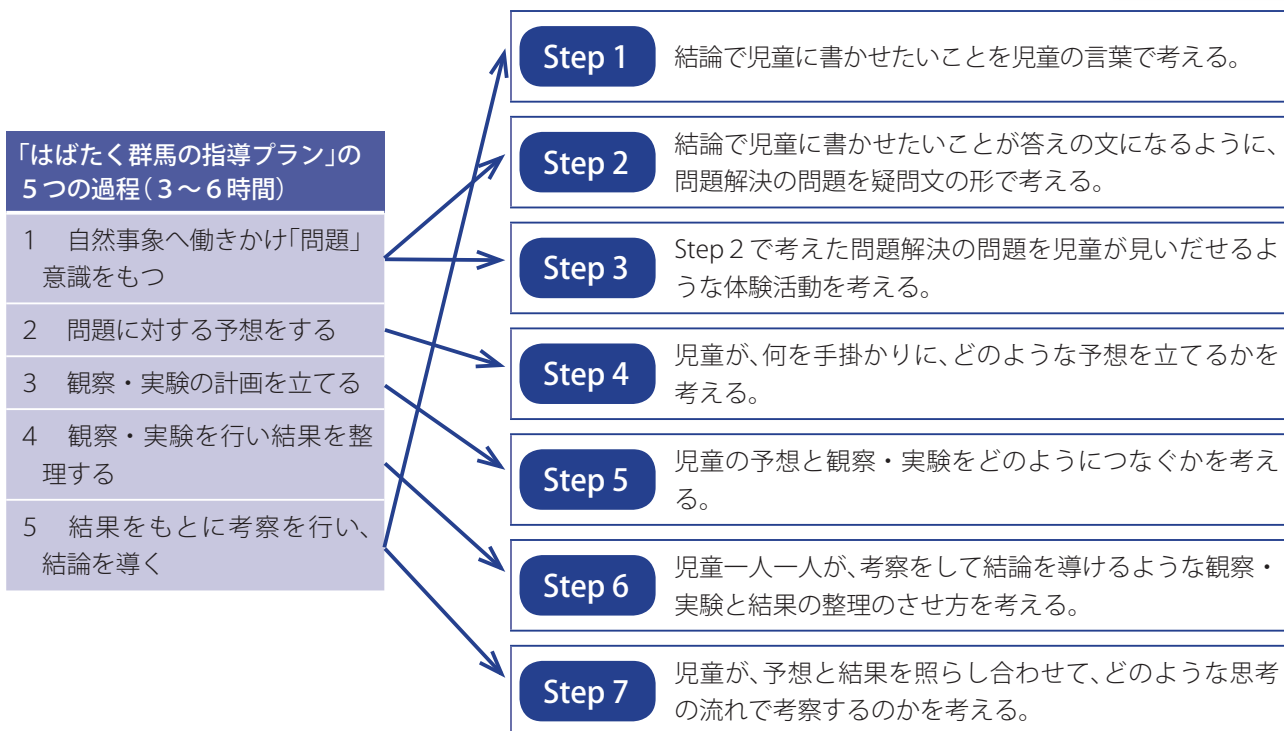 「はばたく群馬の指導プラン」の
5つの過程(3〜6時間)
1 自然事象へ働きかけ「問題」
意識をもつ
2 問題に対する予想をする
3 観察・実験の計画を立てる
4 観察・実験を行い結果を整
理する
5 結果をもとに考察を行い、
結論を導く
Step 1
結論で児童に書かせたいことを児童の言葉で考える。
Step 2
結論で児童に書かせたいことが答えの文になるように、
問題解決の問題を疑問文の形で考える。
Step 3
Step 2で考えた問題解決の問題を児童が見いだせるよ
うな体験活動を考える。
Step 4
児童が、何を手掛かりに、どのような予想を立てるかを
考える。
Step 5
児童の予想と観察・実験をどのようにつなぐかを考え
る。
Step 6
児童一人一人が、考察をして結論を導けるような観察・
実験と結果の整理のさせ方を考える。
Step 7
児童が、予想と結果を照らし合わせて、どのような思考
の流れで考察するのかを考える。